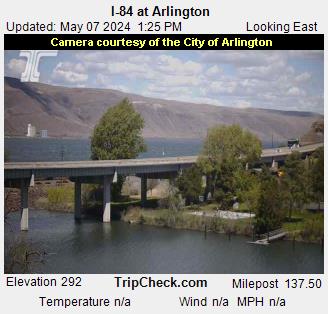 I-84 at Arlington
Updated: May 07 2024 1:25 PM Looking East
Camera courtesy of the City of Arlington
Elevation 292 TripCheck.com Milepost 137.50
Temperature n/a Wind n/a MPH n/a